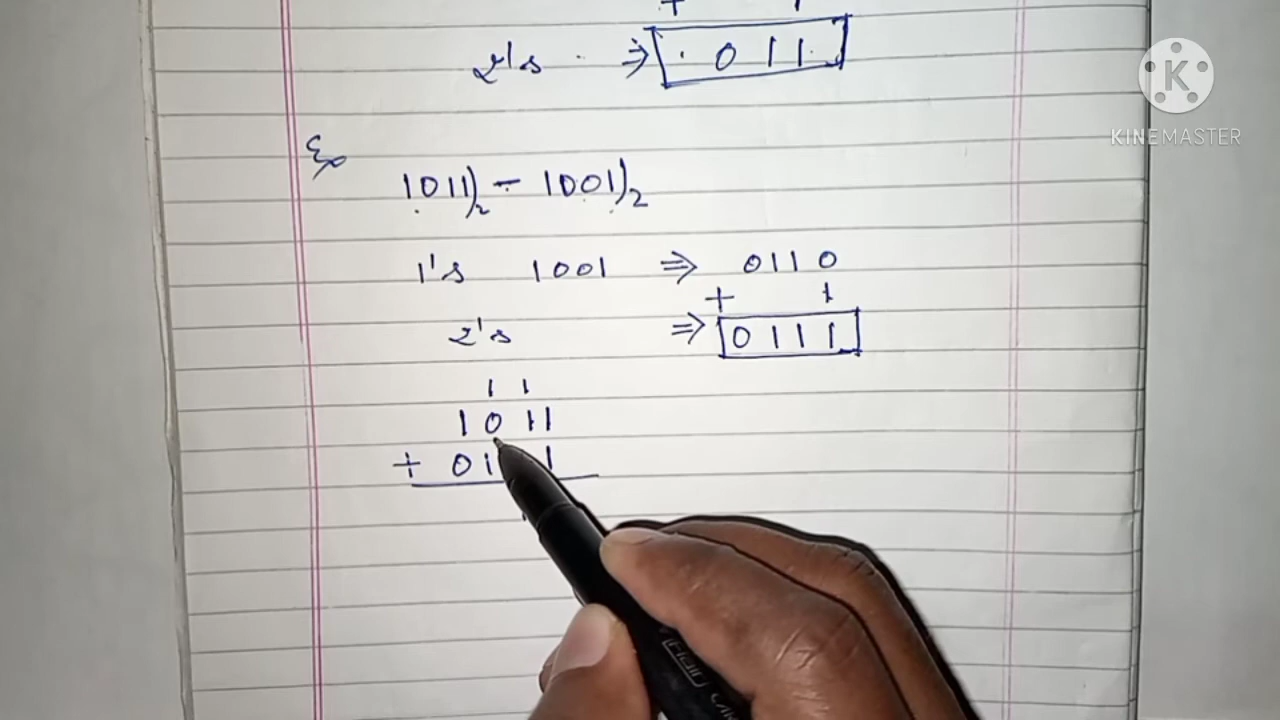 + 1
2's ⇒ 011
Ex
1011)₂ - 1001)₂
1's 1001 ⇒ 0110
+ 1
2's ⇒ 0111
1 1
1011
+ 01 1
KINEMASTER